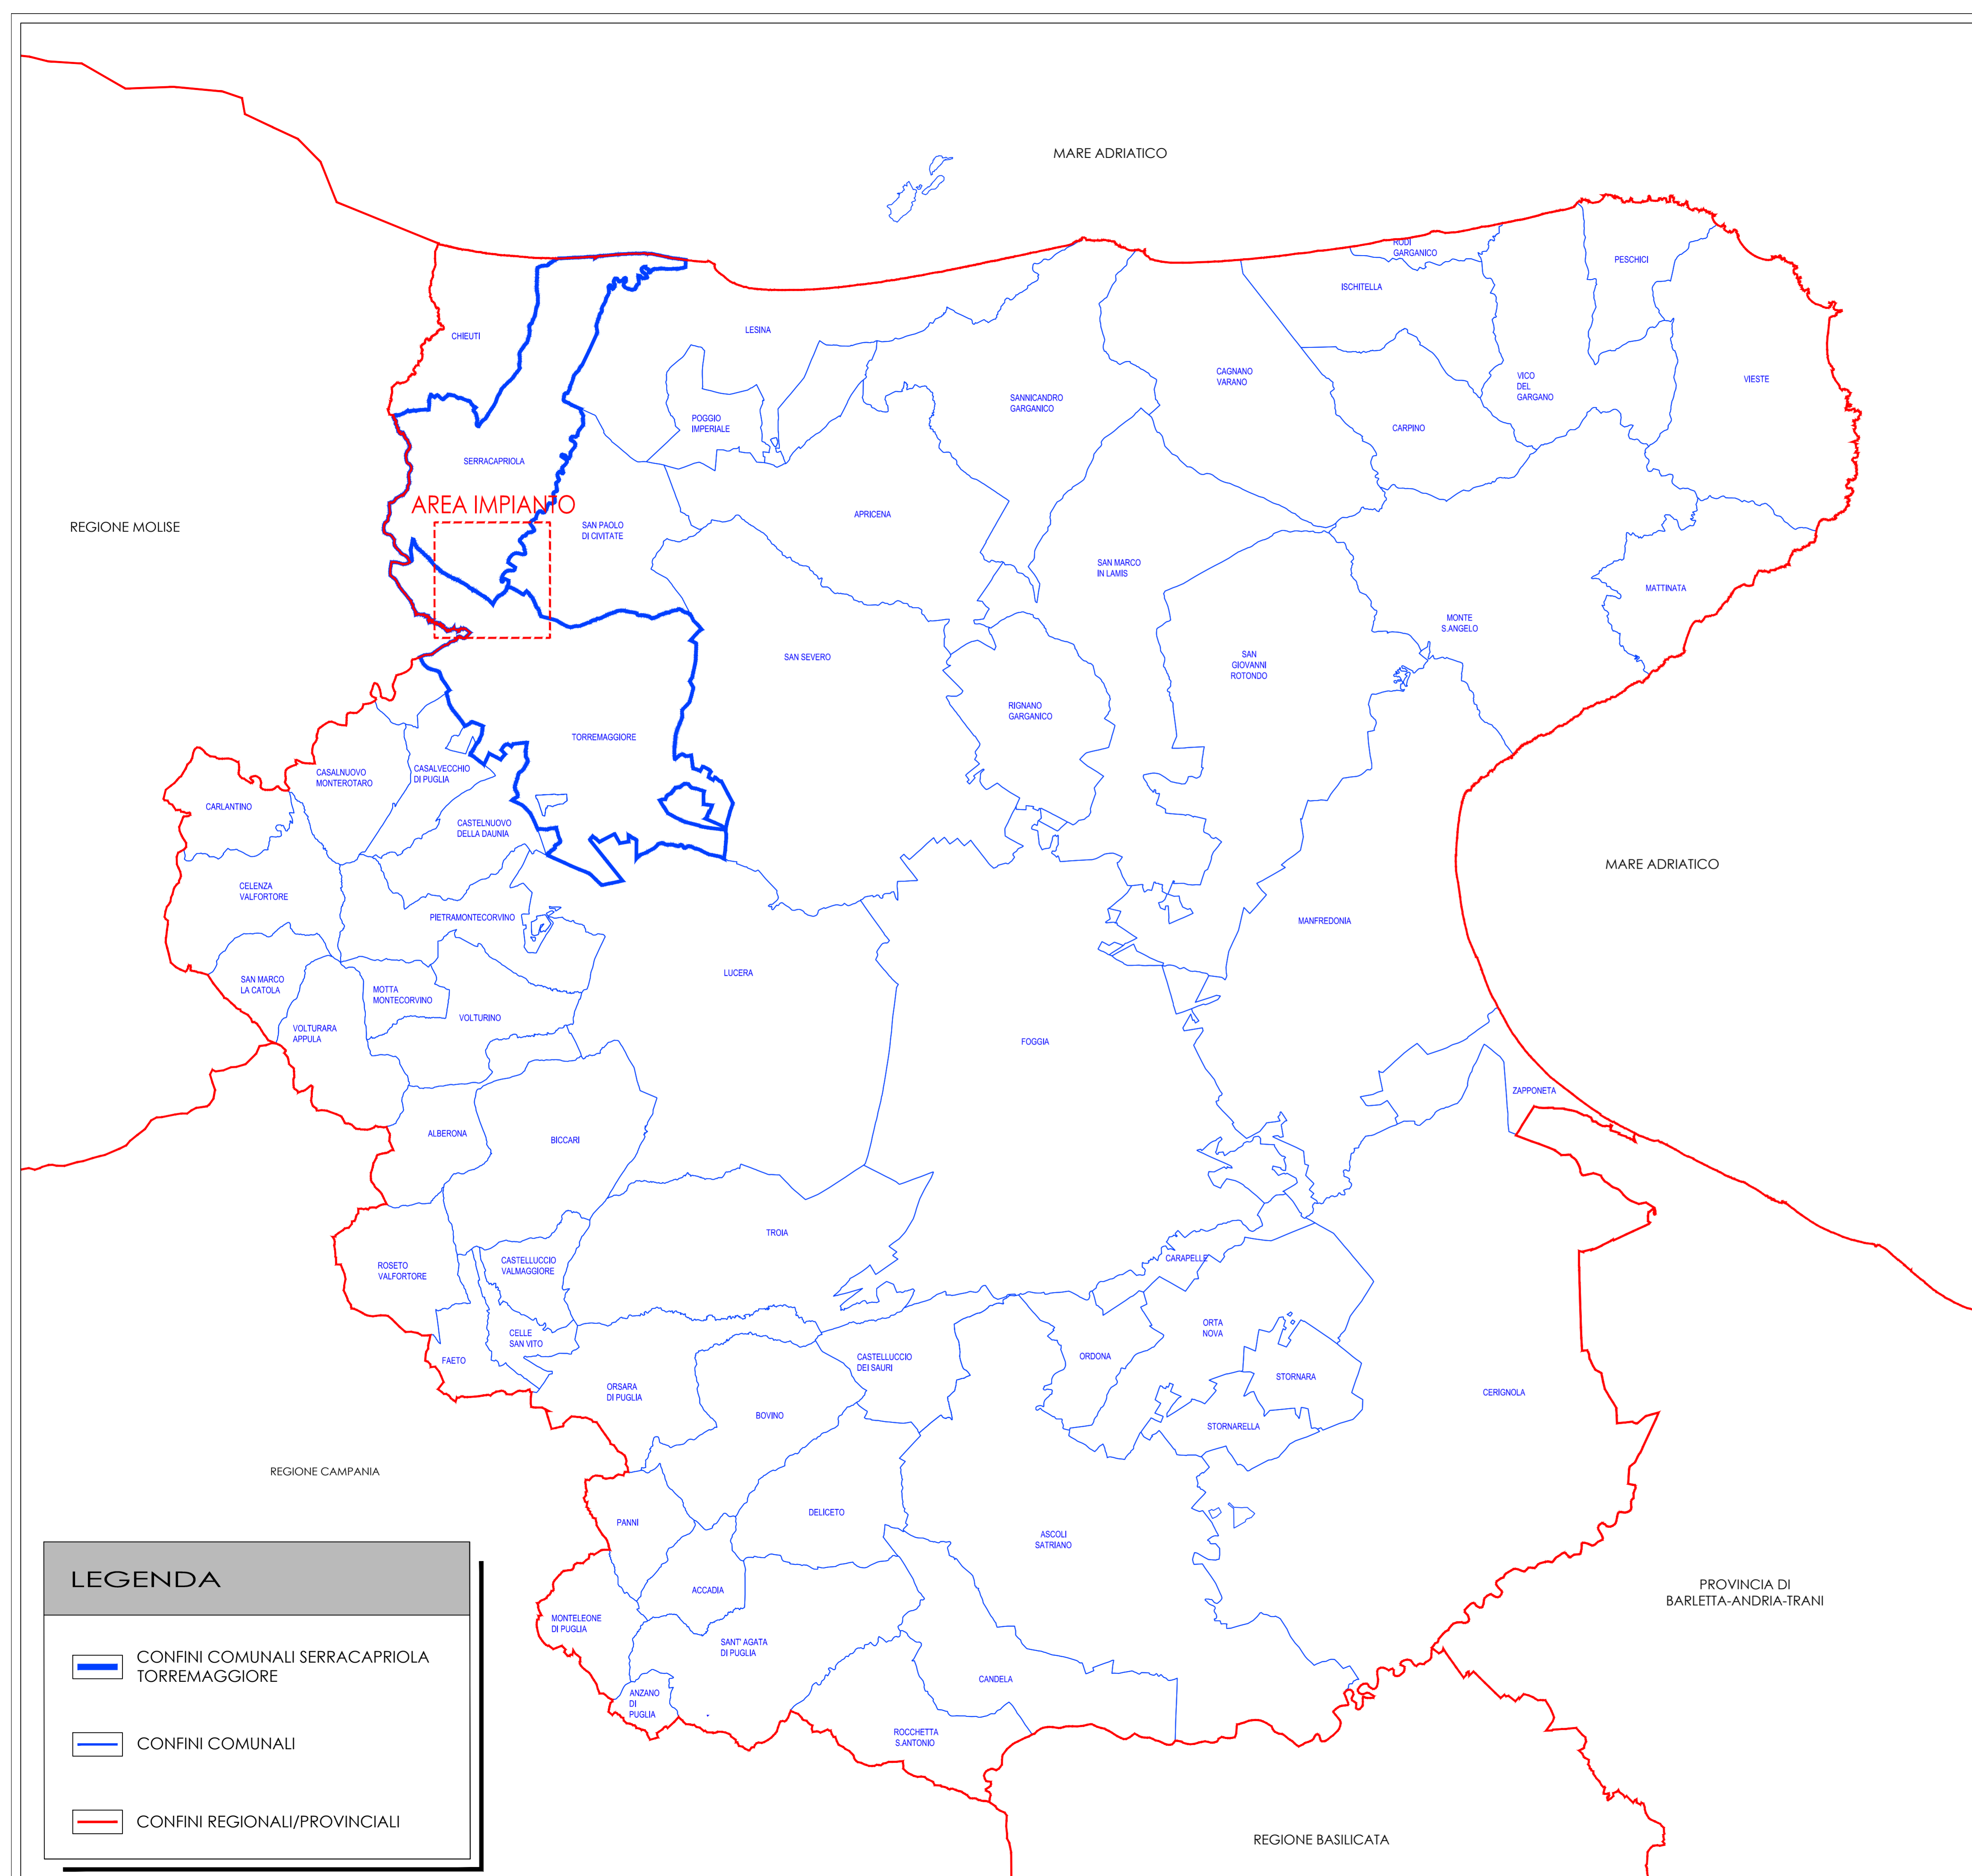 MARE ADRIATICO
RODI
GARGANICO
PESCHICI
ISCHITELLA
CHIEUTI
LESINA
CAGNANO
VARANO
VICO
DEL
GARGANO
VIESTE
SANNICANDRO
GARGANICO
POGGIO
IMPERIALE
CARPINO
SERRACAPRIOLA
AREA IMPIANTO
REGIONE MOLISE
SAN PAOLO
DI CIVITATE
APRICENA
SAN MARCO
IN LAMIS
MATTINATA
MONTE
S.ANGELO
SAN SEVERO
SAN
GIOVANNI
ROTONDO
RIGNANO
GARGANICO
TORREMAGGIORE
CASALNUOVO
MONTEROTARO
CASALVECCHIO
DI PUGLIA
CARLANTINO
CASTELNUOVO
DELLA DAUNIA
MARE ADRIATICO
CELENZA
VALFORTORE
PIETRAMONTECORVINO
MANFREDONIA
LUCERA
SAN MARCO
LA CATOLA
MOTTA
MONTECORVINO
VOLTURINO
VOLTURARA
APPULA
FOGGIA
ZAPPONETA
ALBERONA
BICCARI
TROIA
CARAPELLE
ROSETO
VALFORTORE
CASTELLUCCIO
VALMAGGIORE
CELLE
SAN VITO
ORTA
NOVA
FAETO
CASTELLUCCIO
DEI SAURI
ORDONA
STORNARA
ORSARA
DI PUGLIA
CERIGNOLA
BOVINO
STORNARELLA
REGIONE CAMPANIA
DELICETO
PANNI
ASCOLI
SATRIANO
ACCADIA
PROVINCIA DI
BARLETTA-ANDRIA-TRANI
MONTELEONE
DI PUGLIA
SANT' AGATA
DI PUGLIA
CANDELA
ANZANO
DI
PUGLIA
ROCCHETTA
S.ANTONIO
REGIONE BASILICATA
LEGENDA
CONFINI COMUNALI SERRACAPRIOLA
TORREMAGGIORE
CONFINI COMUNALI
CONFINI REGIONALI/PROVINCIALI